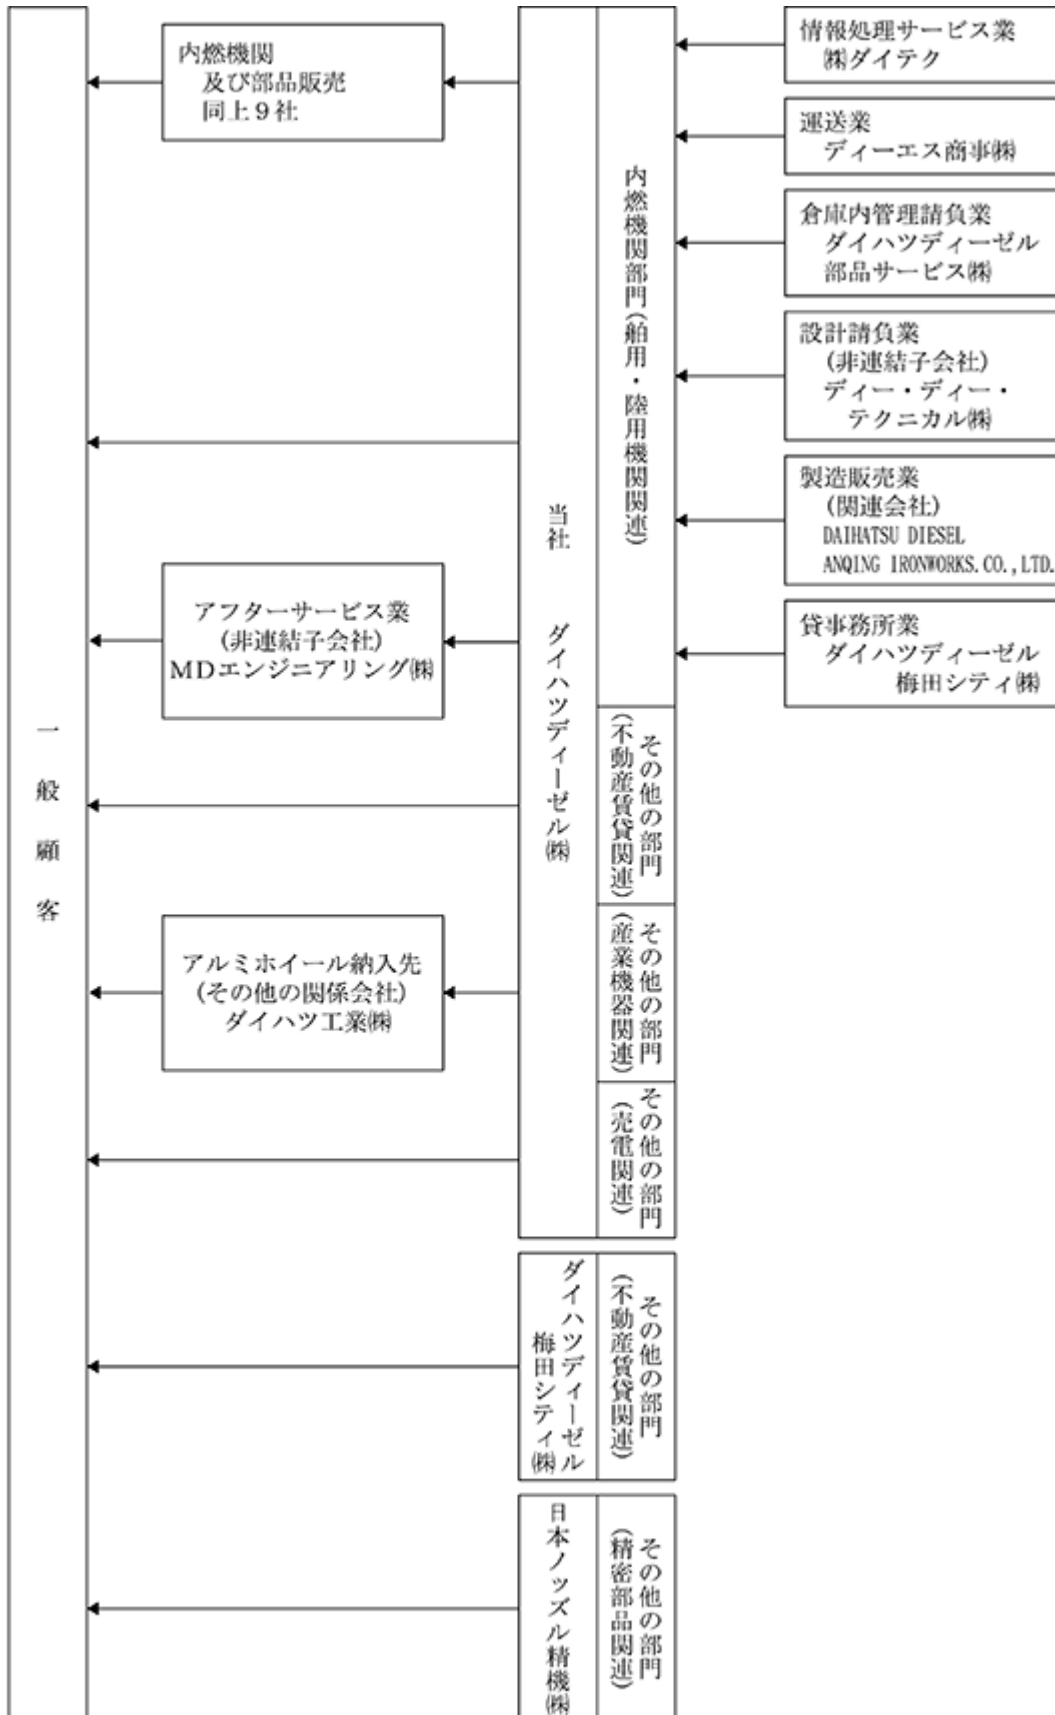 一般顧客
内燃機関
及び部品販売
同上9社
アフターサービス業
(非連結子会社)
MDエンジニアリング㈱
アルミホイール納入先
(その他の関係会社)
ダイハツ工業㈱
当社　ダイハツディーゼル㈱
内燃機関部門(舶用・陸用機関関連)
その他の部門
(不動産賃貸関連)
その他の部門
(産業機器関連)
その他の部門
(売電関連)
ダイハツディーゼル
梅田シティ㈱
その他の部門
(不動産賃貸関連)
日本ノッズル精機㈱
その他の部門
(精密部品関連)
情報処理サービス業
㈱ダイテク
運送業
ディーエス商事㈱
倉庫内管理請負業
ダイハツディーゼル
部品サービス㈱
設計請負業
(非連結子会社)
ディー・ディー・
テクニカル㈱
製造販売業
(関連会社)
DAIHATSU DIESEL
ANQING IRONWORKS.CO.,LTD.
貸事務所業
ダイハツディーゼル
梅田シティ㈱